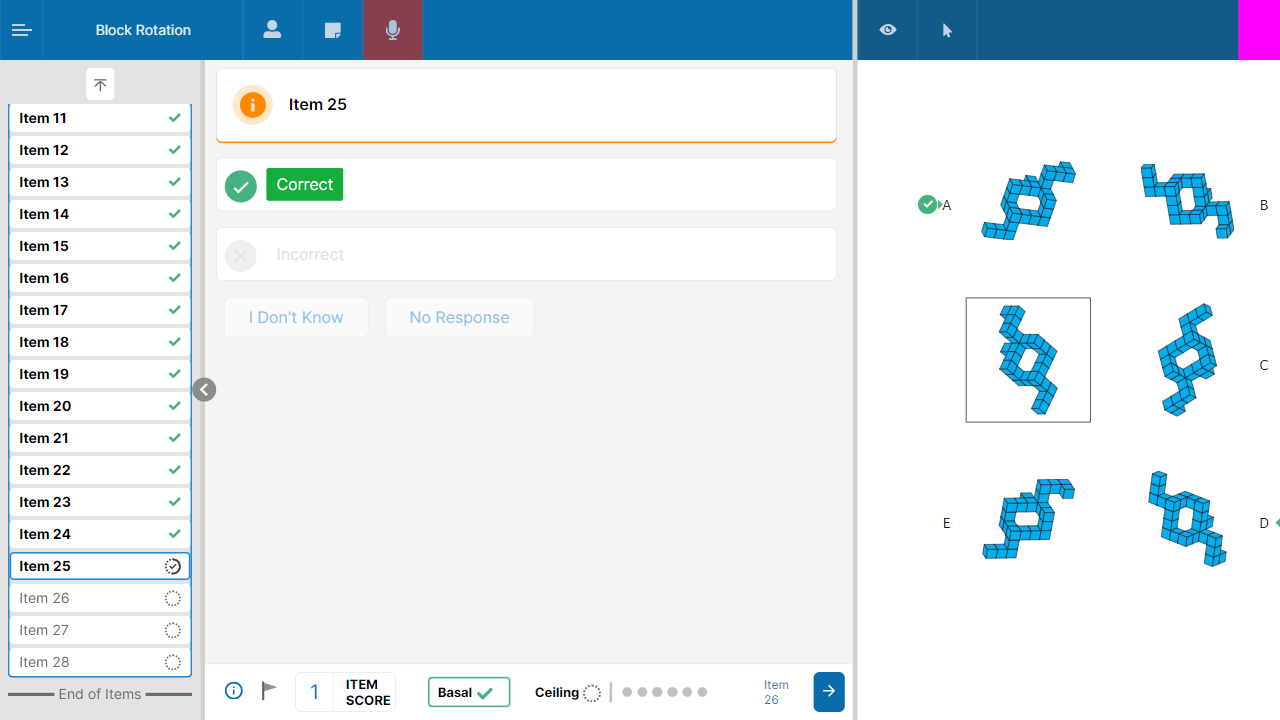 Block Rotation
Item 11
Item 12
Item 13
Item 14
Item 15
Item 16
Item 17
Item 18
Item 19
Item 20
Item 21
Item 22
Item 23
Item 24
Item 25
Item 26
Item 27
Item 28
End of Items
Item 25
Correct
Incorrect
I Don't Know
No Response
1
ITEM
SCORE
Basal
Ceiling
Item
26
A
B
C
E
D